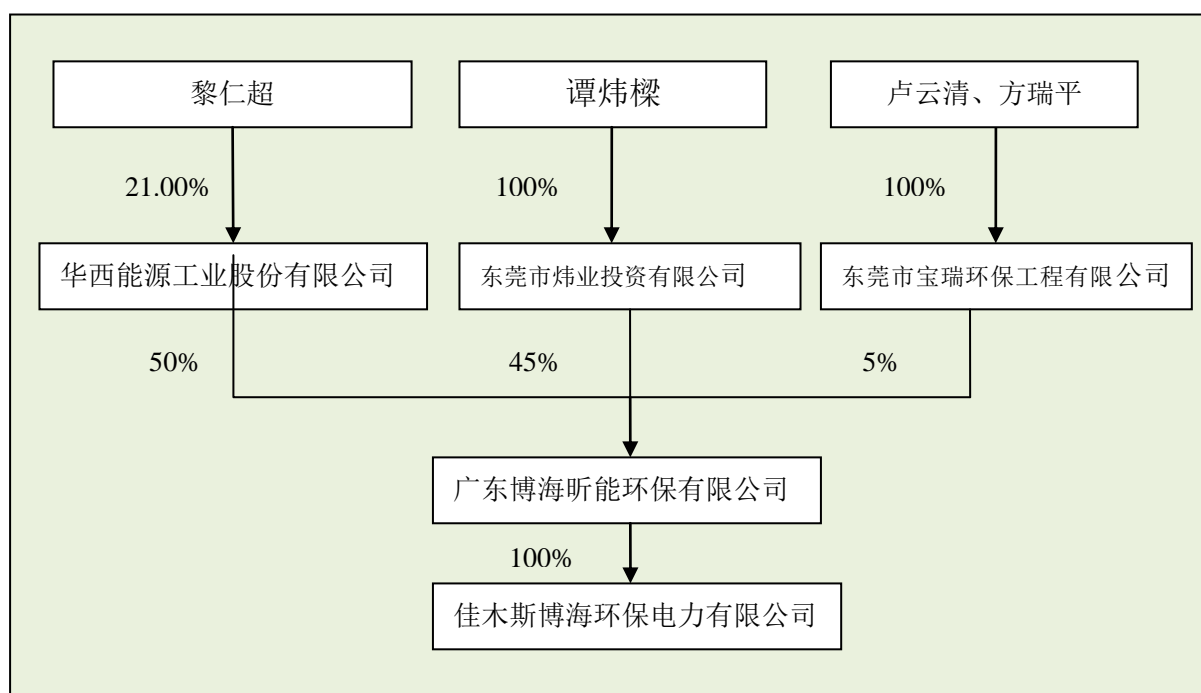 黎仁超
谭炜樑
卢云清、方瑞平
21.00%
100%
100%
华西能源工业股份有限公司
东莞市炜业投资有限公司
东莞市宝瑞环保工程有限公司
50%
45%
5%
广东博海昕能环保有限公司
100%
佳木斯博海环保电力有限公司